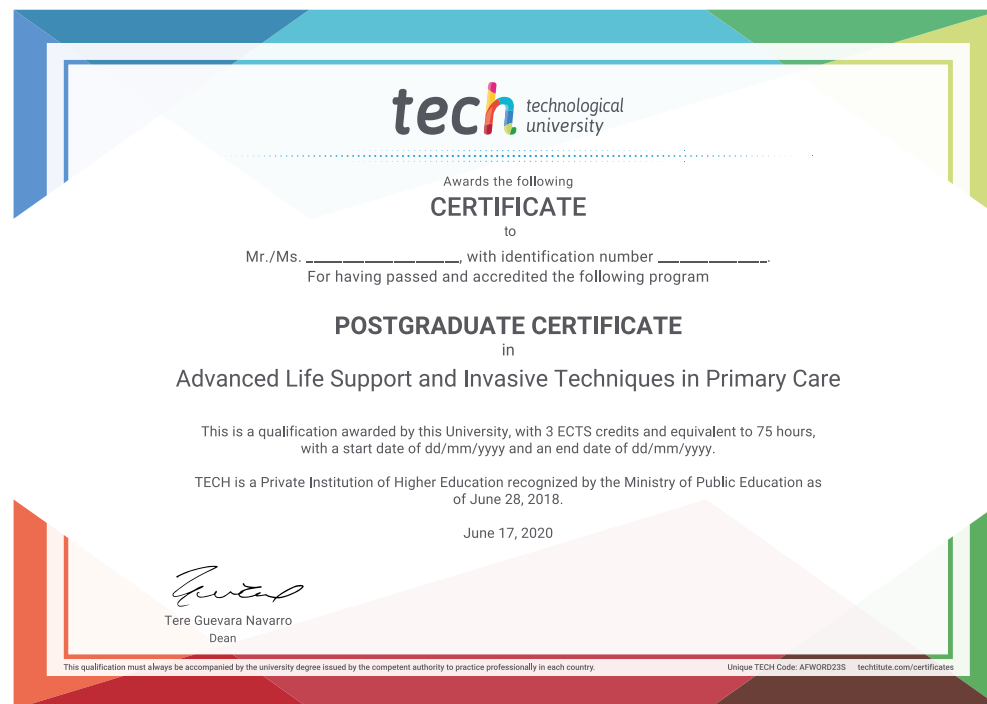 tech technological
university
Awards the following
CERTIFICATE
to
Mr./Ms. ____________________, with identification number ______________.
For having passed and accredited the following program
POSTGRADUATE CERTIFICATE
in
Advanced Life Support and Invasive Techniques in Primary Care
This is a qualification awarded by this University, with 3 ECTS credits and equivalent to 75 hours,
with a start date of dd/mm/yyyy and an end date of dd/mm/yyyy.
TECH is a Private Institution of Higher Education recognized by the Ministry of Public Education as
of June 28, 2018.
June 17, 2020
Tere Guevara Navarro
Dean
This qualification must always be accompanied by the university degree issued by the competent authority to practice professionally in each country.
Unique TECH Code: AFWORD23S techtitute.com/certificates